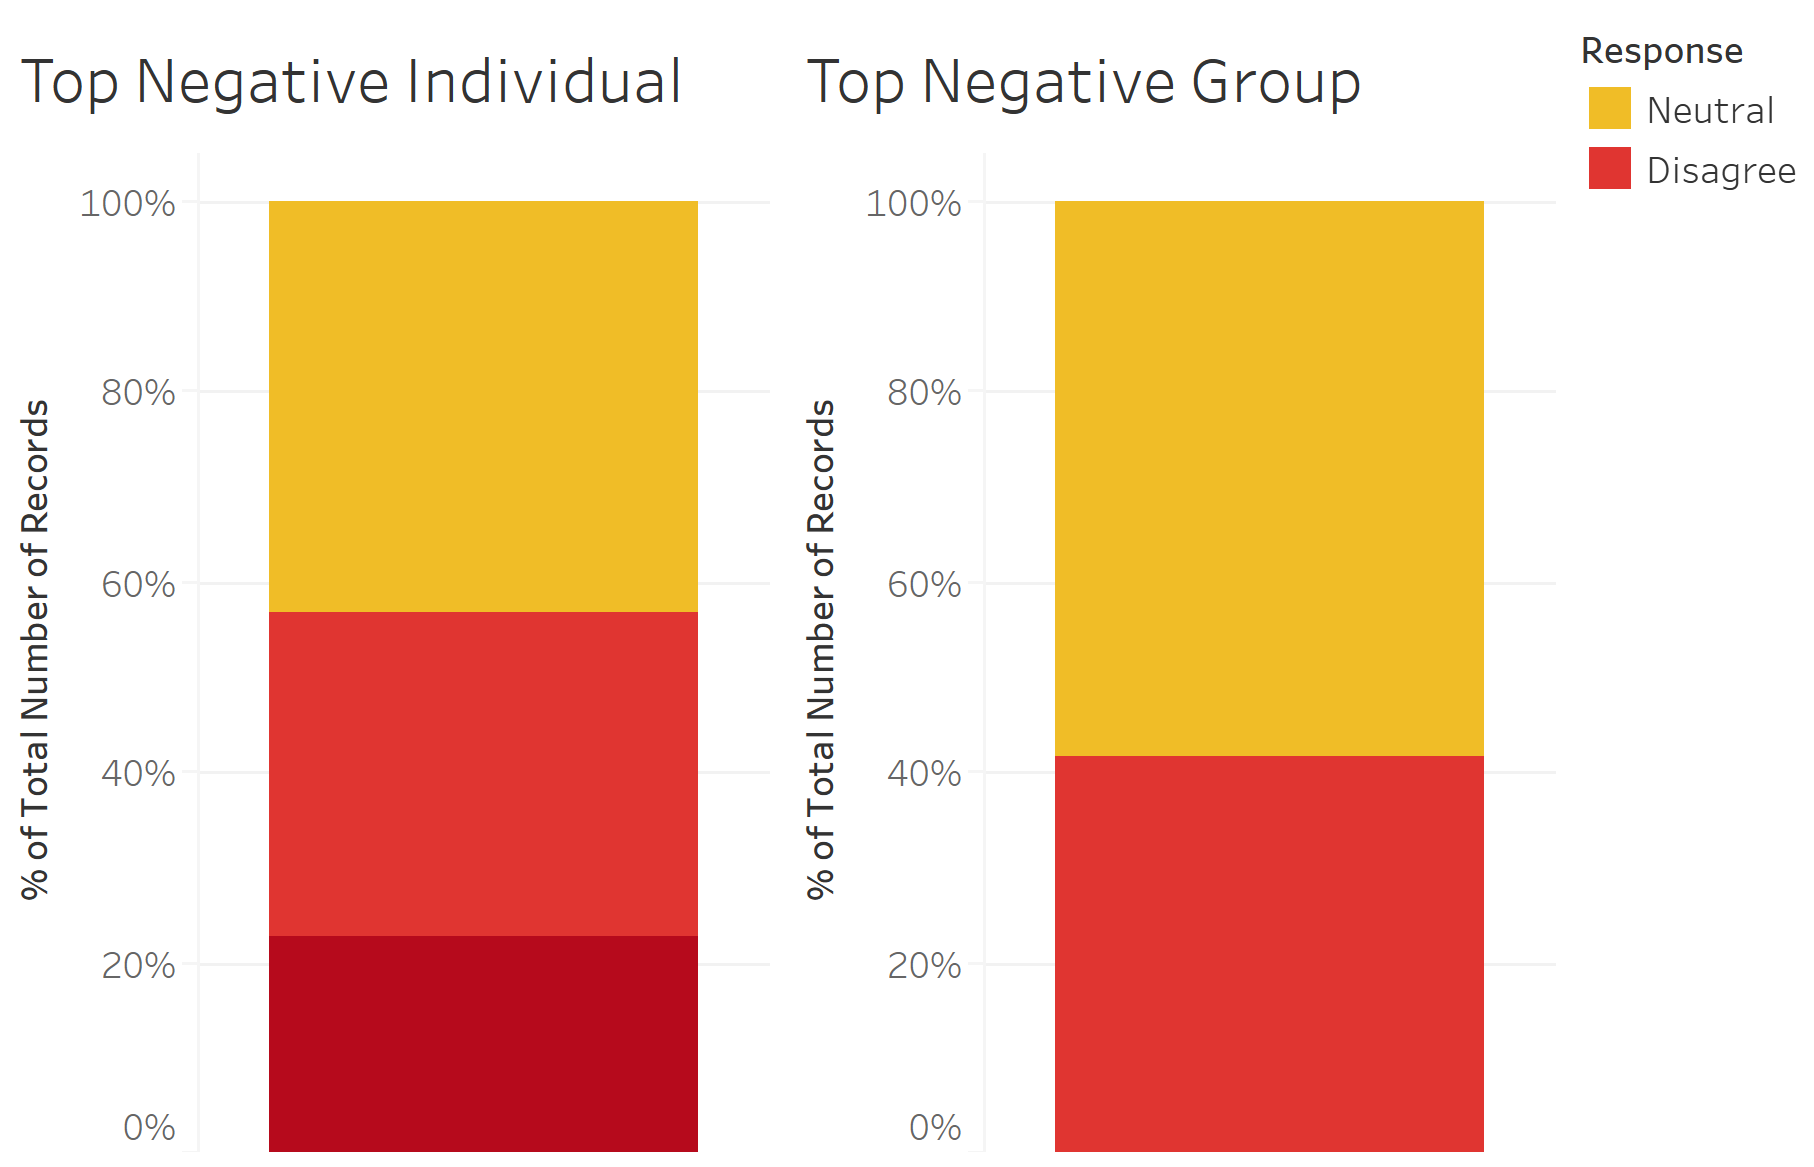 Top Negative Individual
% of Total Number of Records
100%
80%
60%
40%
20%
0%
Top Negative Group
% of Total Number of Records
100%
80%
60%
40%
20%
0%
Response
Neutral
Disagree